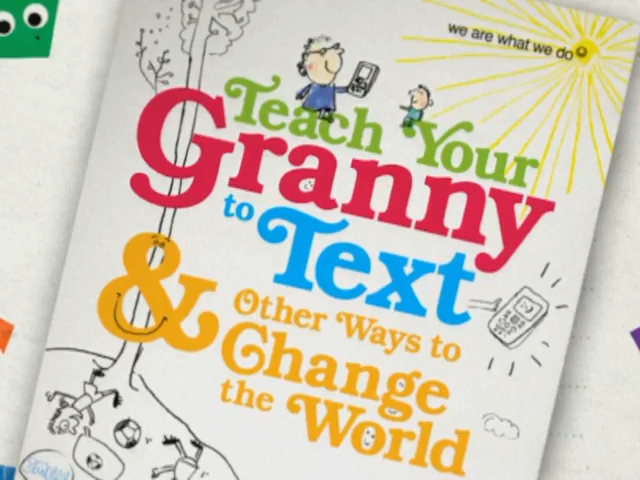 we are what we do
Teach Your
Granny
to Text
& Other Ways to
Change
the World